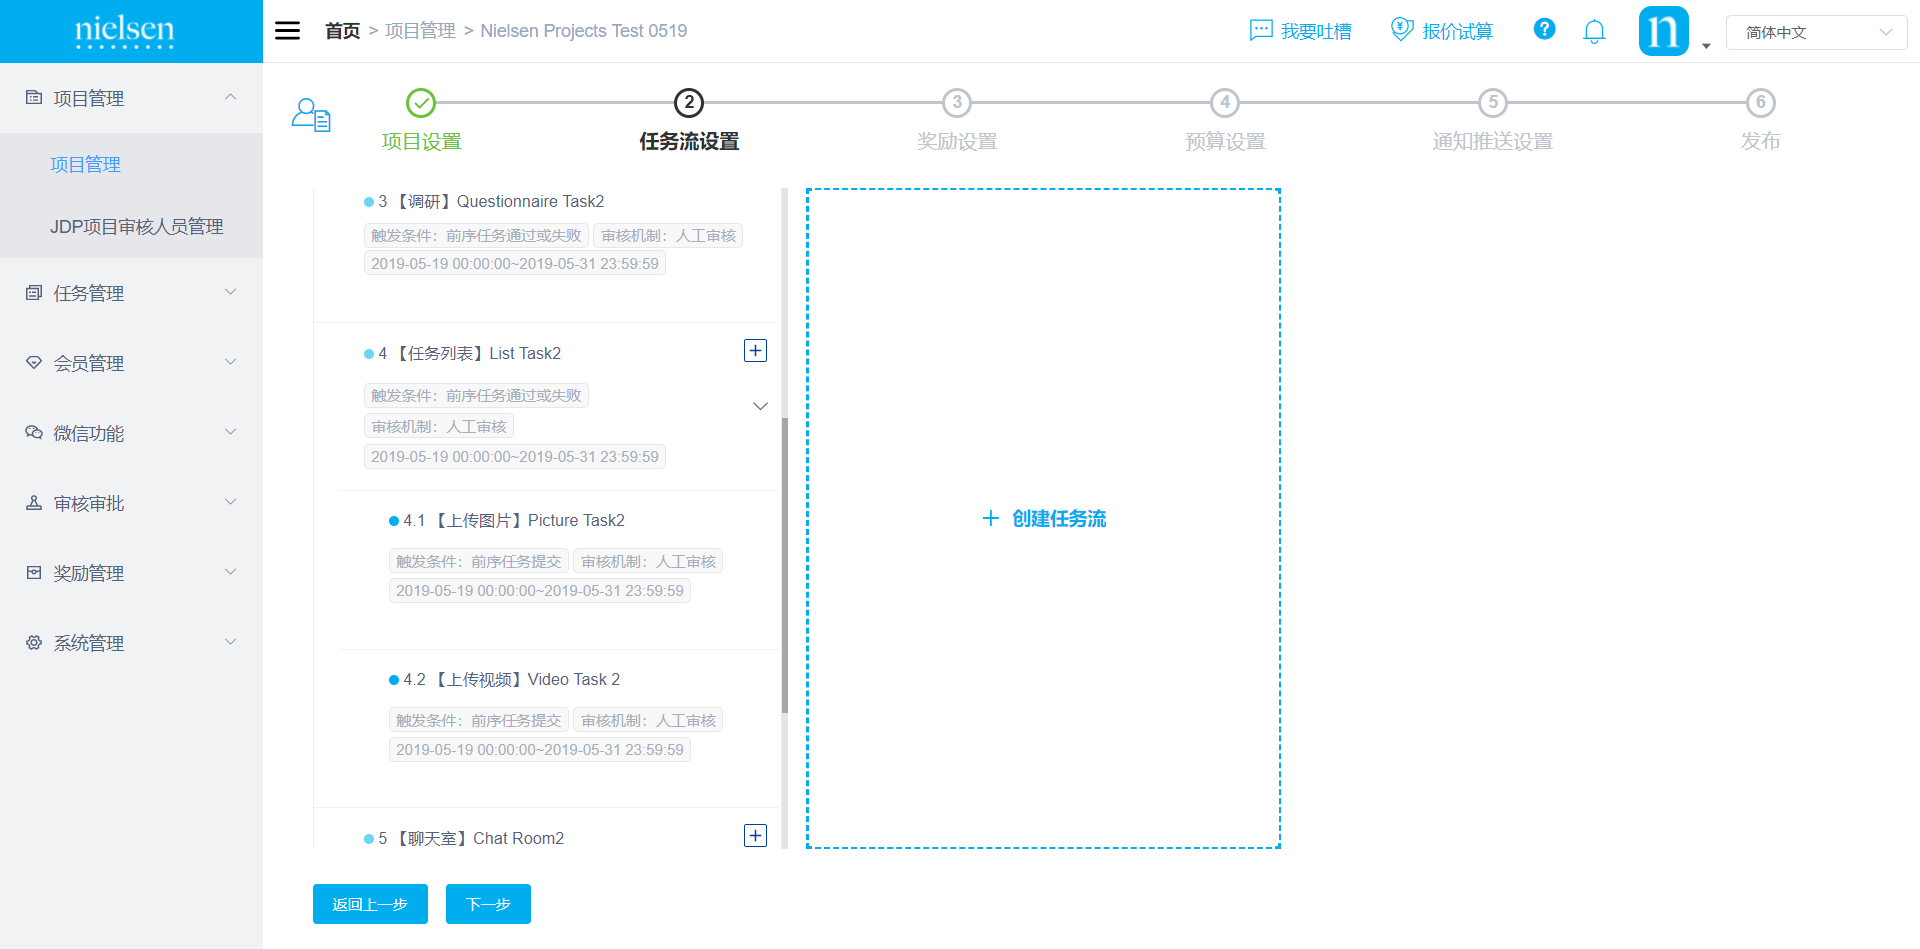 nielsen
首页 > 项目管理 > Nielsen Projects Test 0519
我要吐槽
报价试算
?
n
简体中文
项目管理
项目管理
JDP项目审核人员管理
任务管理
会员管理
微信功能
审核审批
奖励管理
系统管理
2 3 4 5 6
项目设置 任务流设置 奖励设置 预算设置 通知推送设置 发布
3 【调研】Questionnaire Task2
触发条件：前序任务通过或失败 审核机制：人工审核
2019-05-19 00:00:00~2019-05-31 23:59:59
4 【任务列表】List Task2
触发条件：前序任务通过或失败
审核机制：人工审核
2019-05-19 00:00:00~2019-05-31 23:59:59
4.1 【上传图片】Picture Task2
触发条件：前序任务提交 审核机制：人工审核
2019-05-19 00:00:00~2019-05-31 23:59:59
4.2 【上传视频】Video Task 2
触发条件：前序任务提交 审核机制：人工审核
2019-05-19 00:00:00~2019-05-31 23:59:59
5 【聊天室】Chat Room2
+ 创建任务流
返回上一步 下一步